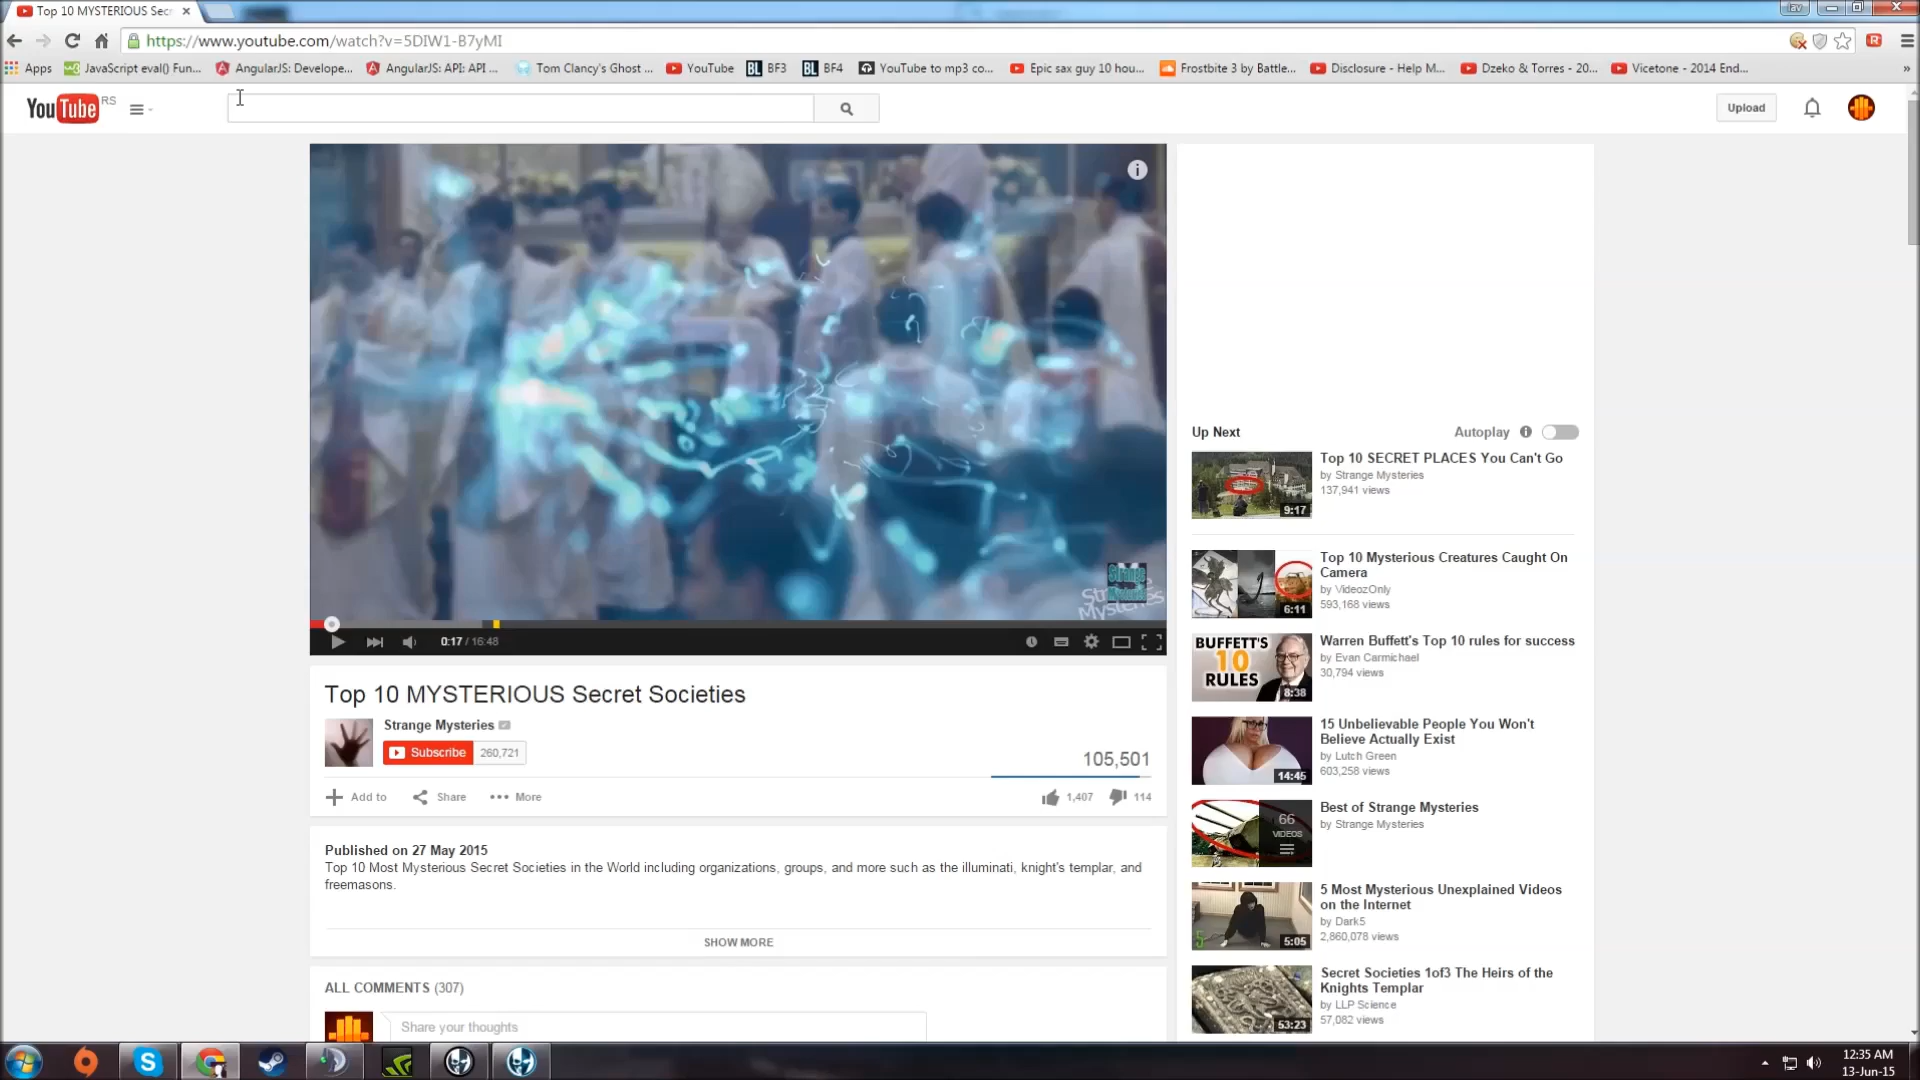 Top 10 MYSTERIOUS Sec
https://www.youtube.com/watch?v=5DIW1-B7yMI
Apps
JavaScript eval() Fun...
AngularJS: Develope...
AngularJS: API: API ...
Tom Clancy's Ghost ...
YouTube
BF3
BF4
YouTube to mp3 co...
Epic sax guy 10 hou...
Frostbite 3 by Battle...
Disclosure - Help M...
Dzeko & Torres - 20...
Vicetone - 2014 End...
YouTube RS
Upload
Strange Mysteries
0:17 / 16:48
Top 10 MYSTERIOUS Secret Societies
Strange Mysteries
Subscribe 260,721
105,501
Add to
Share
More
1,407
114
Published on 27 May 2015
Top 10 Most Mysterious Secret Societies in the World including organizations, groups, and more such as the illuminati, knight's templar, and
freemasons.
SHOW MORE
ALL COMMENTS (307)
Share your thoughts
Up Next
Autoplay
Top 10 SECRET PLACES You Can't Go
by Strange Mysteries
137,941 views
9:17
Top 10 Mysterious Creatures Caught On
Camera
by VideozOnly
593,168 views
6:11
BUFFETT'S
10
RULES
8:38
Warren Buffett's Top 10 rules for success
by Evan Carmichael
30,794 views
15 Unbelievable People You Won't
Believe Actually Exist
by Lutch Green
603,258 views
14:45
66
VIDEOS
Best of Strange Mysteries
by Strange Mysteries
5 Most Mysterious Unexplained Videos
on the Internet
by Dark5
2,860,078 views
5
5:05
Secret Societies 1of3 The Heirs of the
Knights Templar
by LLP Science
57,082 views
53:23
12:35 AM
13-Jun-15